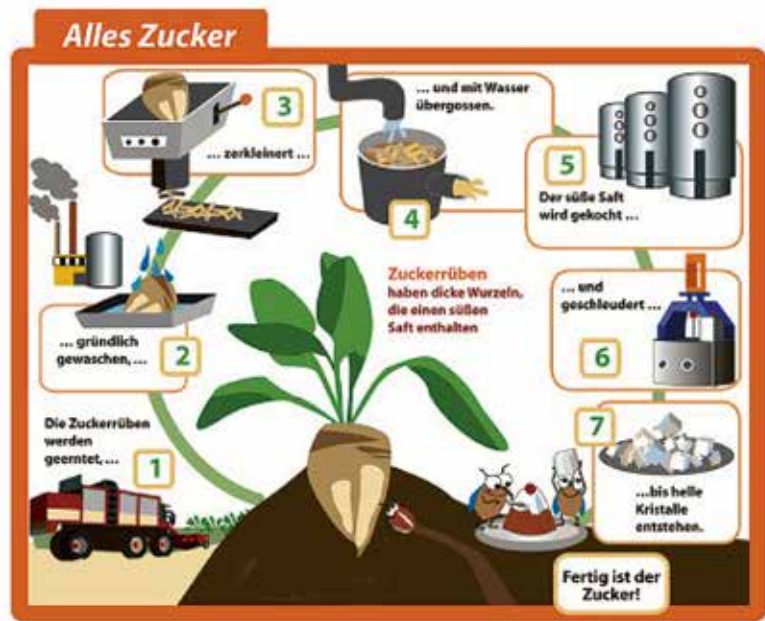 Alles Zucker
Die Zuckerrüben
werden
geerntet, ...
1
... gründlich
gewaschen, ...
2
3
... zerkleinert ...
... und mit Wasser
übergossen.
4
5
Der süße Saft
wird gekocht ...
... und
geschleudert ...
6
7
...bis helle
Kristalle
entstehen.
Fertig ist der
Zucker!
Zuckerrüben
haben dicke Wurzeln,
die einen süßen
Saft enthalten